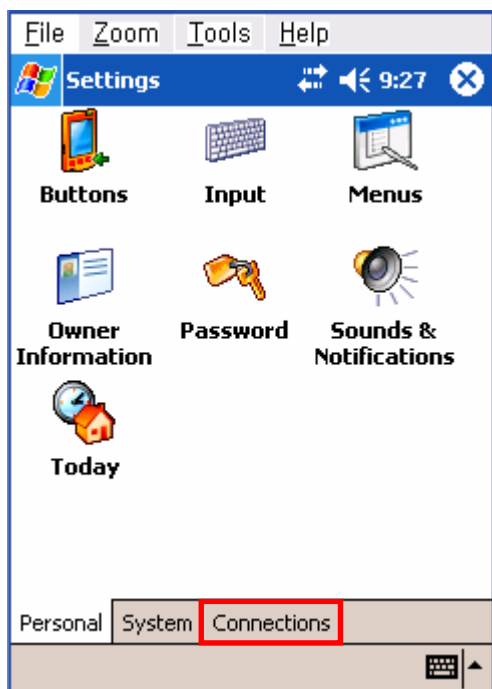 File Zoom Tools Help
Settings 9:27
Buttons Input Menus
Owner Information Password Sounds & Notifications
Today
Personal System Connections